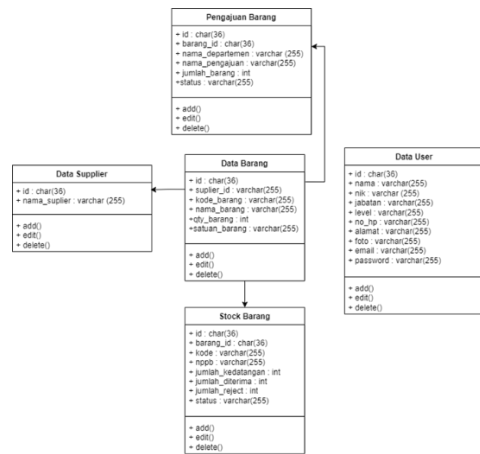 Pengajuan Barang
+ id : char(36)
+ barang_id : char(36)
+ nama_departemen : varchar (255)
+ nama_pengajuan : varchar(255)
+ jumlah_barang : int
+status : varchar(255)
+ add()
+ edit()
+ delete()
Data Supplier
+ id : char(36)
+ nama_suplier : varchar (255)
+ add()
+ edit()
+ delete()
Data Barang
+ id : char(36)
+ suplier_id : varchar(255)
+ kode_barang : varchar(255)
+ nama_barang : varchar(255)
+qty_barang : int
+satuan_barang : varchar(255)
+ add()
+ edit()
+ delete()
Data User
+ id : char(36)
+ nama : varchar(255)
+ nik : varchar(255)
+ jabatan : varchar(255)
+ level : varchar(255)
+ no_hp : varchar(255)
+ alamat : varchar(255)
+ foto : varchar(255)
+ email : varchar(255)
+ password : varchar(255)
+ add()
+ edit()
+ delete()
Stock Barang
+ id : char(36)
+ barang_id : char(36)
+ kode : varchar(255)
+ nppb : varchar(255)
+ jumlah_kedatangan : int
+ jumlah_diterima : int
+ jumlah_reject : int
+ status : varchar(255)
+ add()
+ edit()
+ delete()